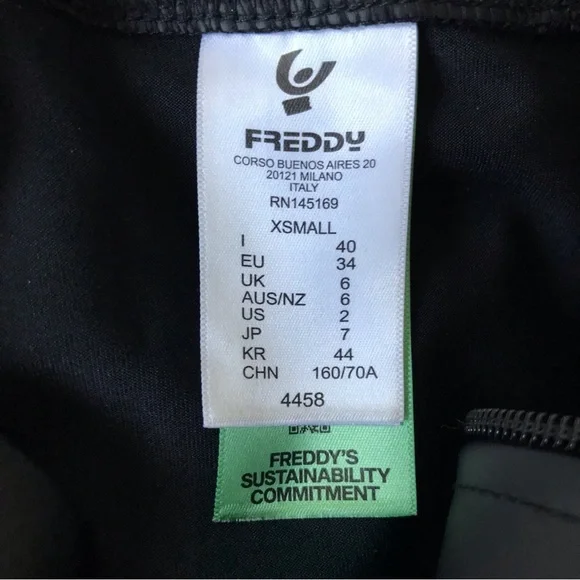 FREDDY
CORSO BUENOS AIRES 20
20121 MILANO
ITALY
RN145169
XSMALL
I 40
EU 34
UK 6
AUS/NZ 6
US 2
JP 7
KR 44
CHN 160/70A
4458
FREDDY'S
SUSTAINABILITY
COMMITMENT